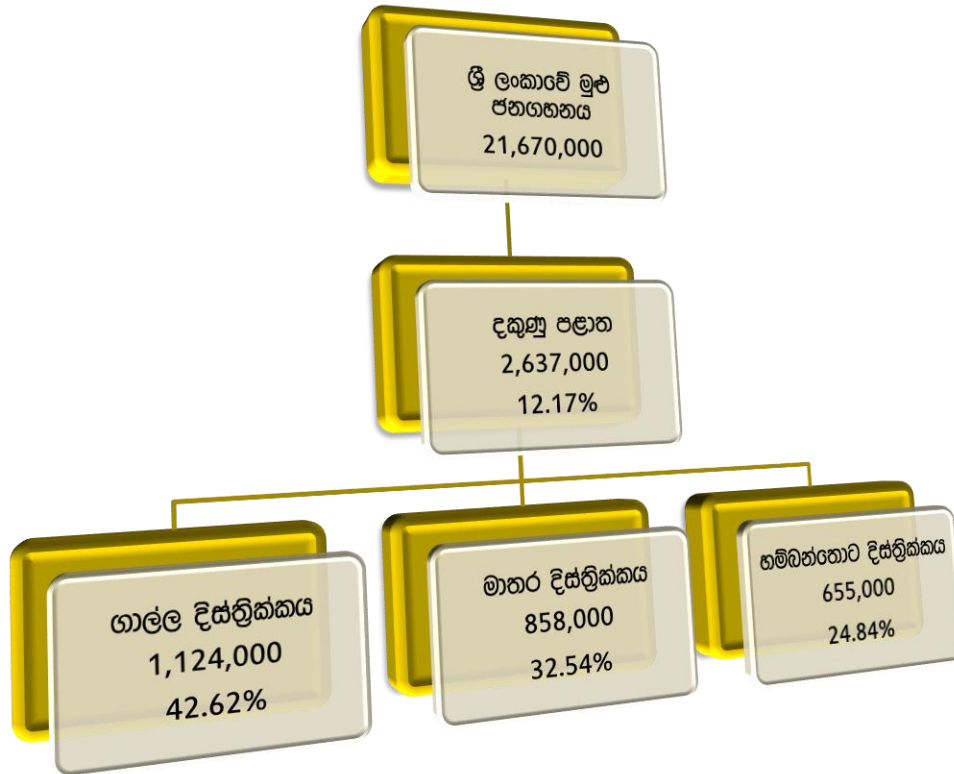 ශ්‍රී ලංකාවේ මුළු
ජනගහනය
21,670,000
දකුණු පළාත
2,637,000
12.17%
ගාල්ල දිස්ත්‍රික්කය
1,124,000
42.62%
මාතර දිස්ත්‍රික්කය
858,000
32.54%
හම්බන්තොට දිස්ත්‍රික්කය
655,000
24.84%